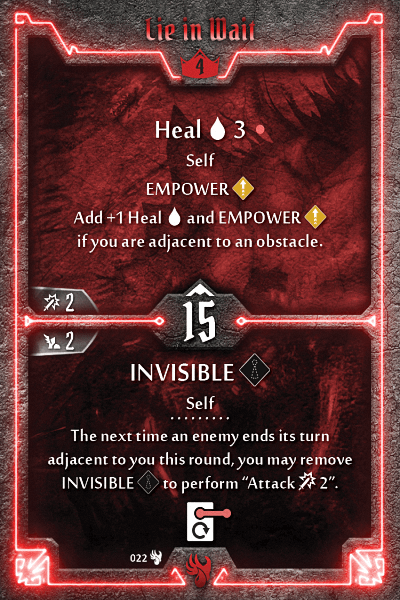 Lie in Wait
4
Heal 3
Self
EMPOWER
Add +1 Heal and EMPOWER
if you are adjacent to an obstacle.
2
15
2
INVISIBLE
Self
The next time an enemy ends its turn
adjacent to you this round, you may remove
INVISIBLE to perform “Attack 2”.
022